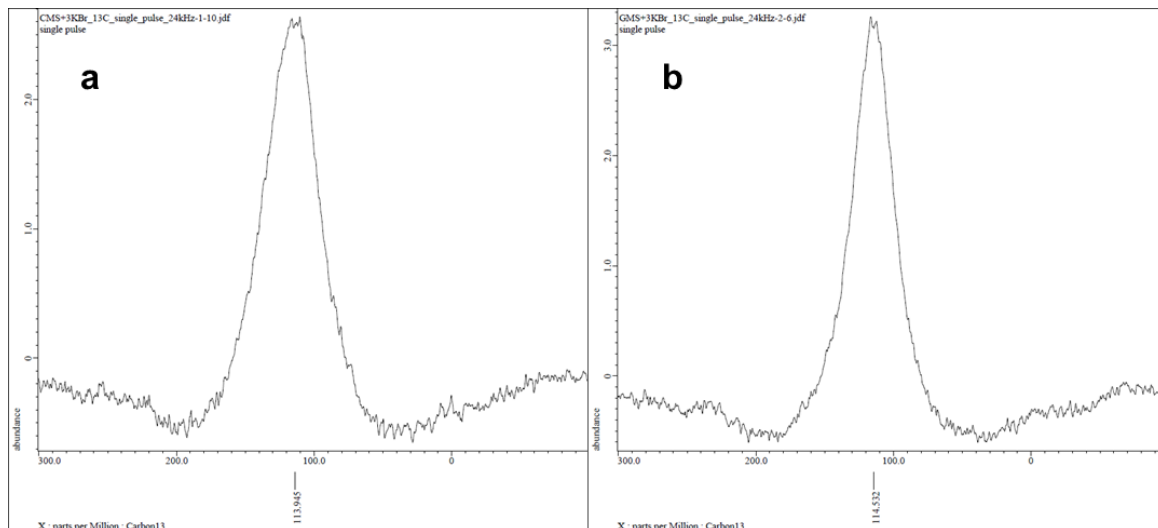 CMS+3KBr_13C_single_pulse_24kHz-1-10.jdf
single pulse
a
2.0
1.0
0
abundance
300.0 200.0 100.0 0
113.945
X : parts per Million : Carbon13
GMS+3KBr_13C_single_pulse_24kHz-2-6.jdf
single pulse
b
3.0
2.0
1.0
0
abundance
300.0 200.0 100.0 0
114.532
X : parts per Million : Carbon13